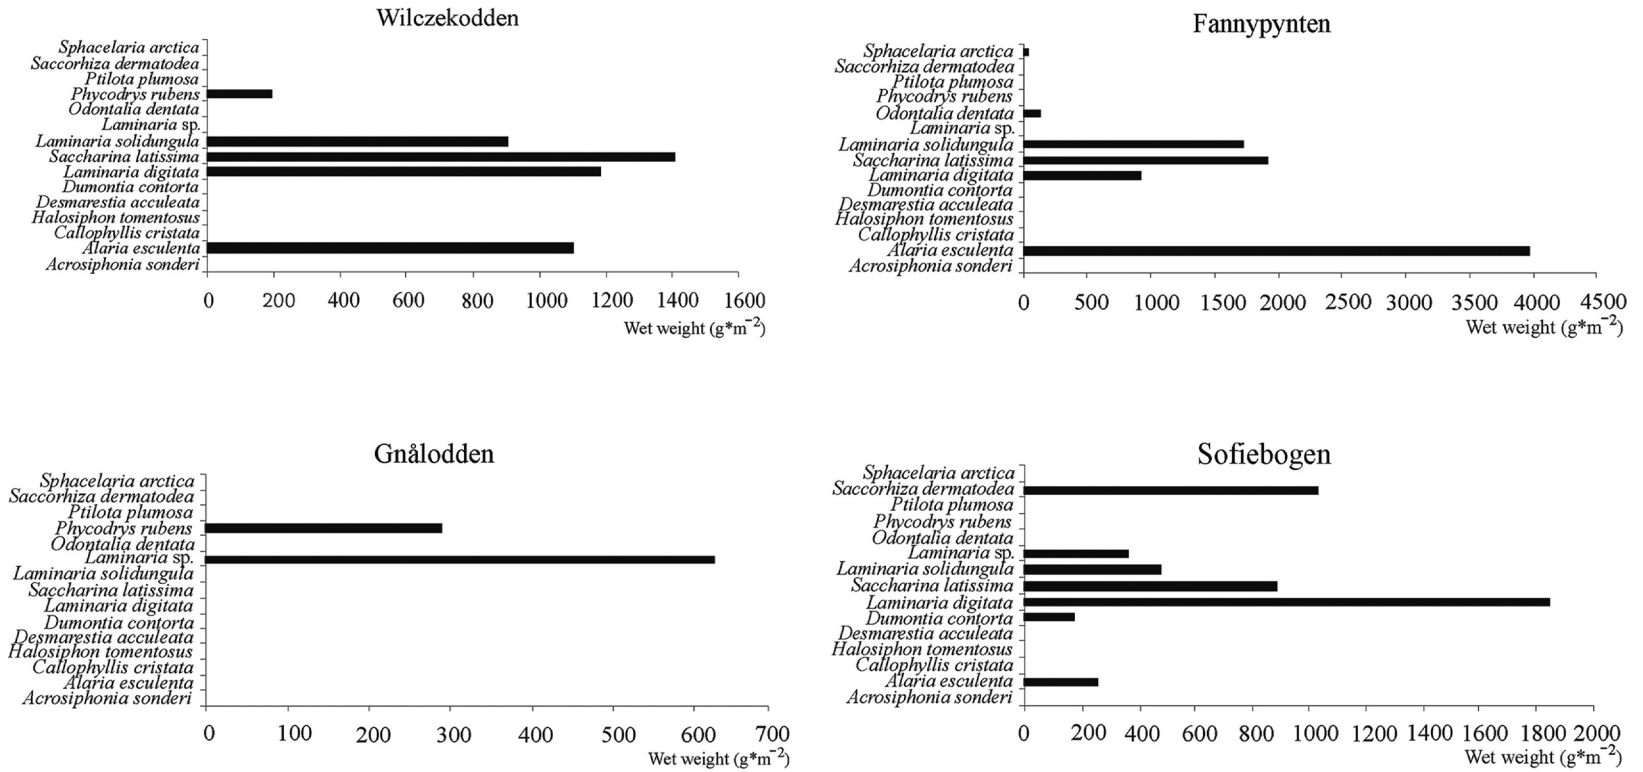 Wilczekodden
Sphacelaria arctica
Saccorhiza dermatodea
Ptilota plumosa
Phycodrys rubens
Odontalia dentata
Laminaria sp.
Laminaria solidungula
Saccharina latissima
Laminaria digitata
Dumontia contorta
Desmarestia acculeata
Halosiphon tomentosus
Callophyllis cristata
Alaria esculenta
Acrosiphonia sonderi
0 200 400 600 800 1000 1200 1400 1600
Wet weight (g*m⁻²)
Fannypynten
Sphacelaria arctica
Saccorhiza dermatodea
Ptilota plumosa
Phycodrys rubens
Odontalia dentata
Laminaria sp.
Laminaria solidungula
Saccharina latissima
Laminaria digitata
Dumontia contorta
Desmarestia acculeata
Halosiphon tomentosus
Callophyllis cristata
Alaria esculenta
Acrosiphonia sonderi
0 500 1000 1500 2000 2500 3000 3500 4000 4500
Wet weight (g*m⁻²)
Gnålodden
Sphacelaria arctica
Saccorhiza dermatodea
Ptilota plumosa
Phycodrys rubens
Odontalia dentata
Laminaria sp.
Laminaria solidungula
Saccharina latissima
Laminaria digitata
Dumontia contorta
Desmarestia acculeata
Halosiphon tomentosus
Callophyllis cristata
Alaria esculenta
Acrosiphonia sonderi
0 100 200 300 400 500 600 700
Wet weight (g*m⁻²)
Sofiebogen
Sphacelaria arctica
Saccorhiza dermatodea
Ptilota plumosa
Phycodrys rubens
Odontalia dentata
Laminaria sp.
Laminaria solidungula
Saccharina latissima
Laminaria digitata
Dumontia contorta
Desmarestia acculeata
Halosiphon tomentosus
Callophyllis cristata
Alaria esculenta
Acrosiphonia sonderi
0 200 400 600 800 1000 1200 1400 1600 1800 2000
Wet weight (g*m⁻²)